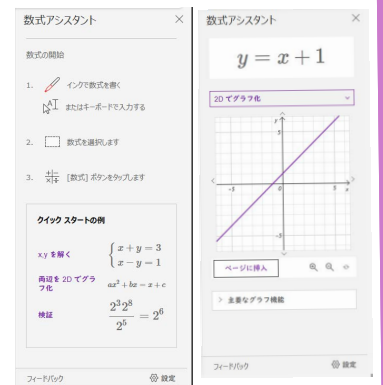 数式アシスタント
数式の開始
1. インクで数式を書く
またはキーボードで入力する
2. 数式を選択します
3. [数式] ボタンをタップします
クイック スタートの例
x,y を解く { x + y = 3
x − y = 1
両辺を 2D でグラフ化 ax² + bx = x + c
検証 2³2⁸ / 2⁵ = 2⁶
フィードバック 設定
数式アシスタント
y = x + 1
2D でグラフ化
y
5
-5 0 5 x
-5
ページに挿入
> 主要なグラフ機能
フィードバック 設定